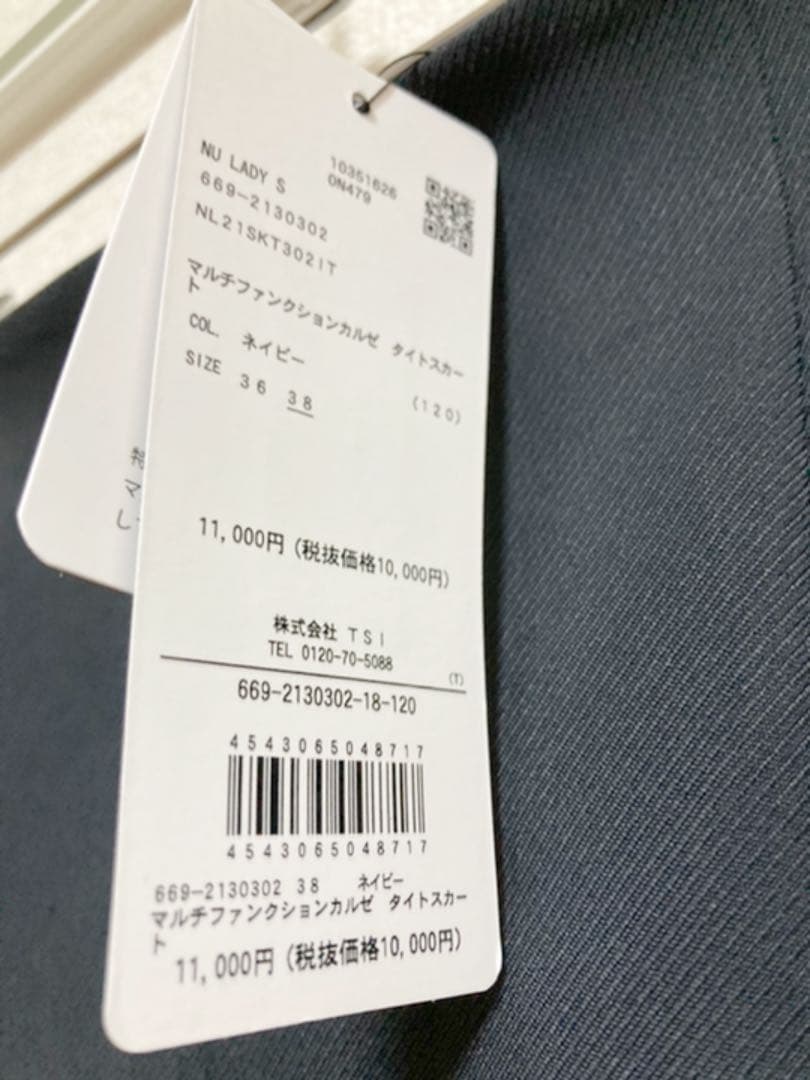 NU LADY S
10351626
0N479
669-2130302
NL21SKT302IT
マルチファンクションカルゼ　タイトスカー
ト
COL. ネイビー
SIZE 36 38 (120)
11,000円 (税抜価格10,000円)
株式会社 TSI
TEL 0120-70-5088
(T)
669-2130302-18-120
4543065048717
4543065048717
669-2130302 38 ネイビー
マルチファンクションカルゼ　タイトスカー
ト
11,000円 (税抜価格10,000円)
マ
し